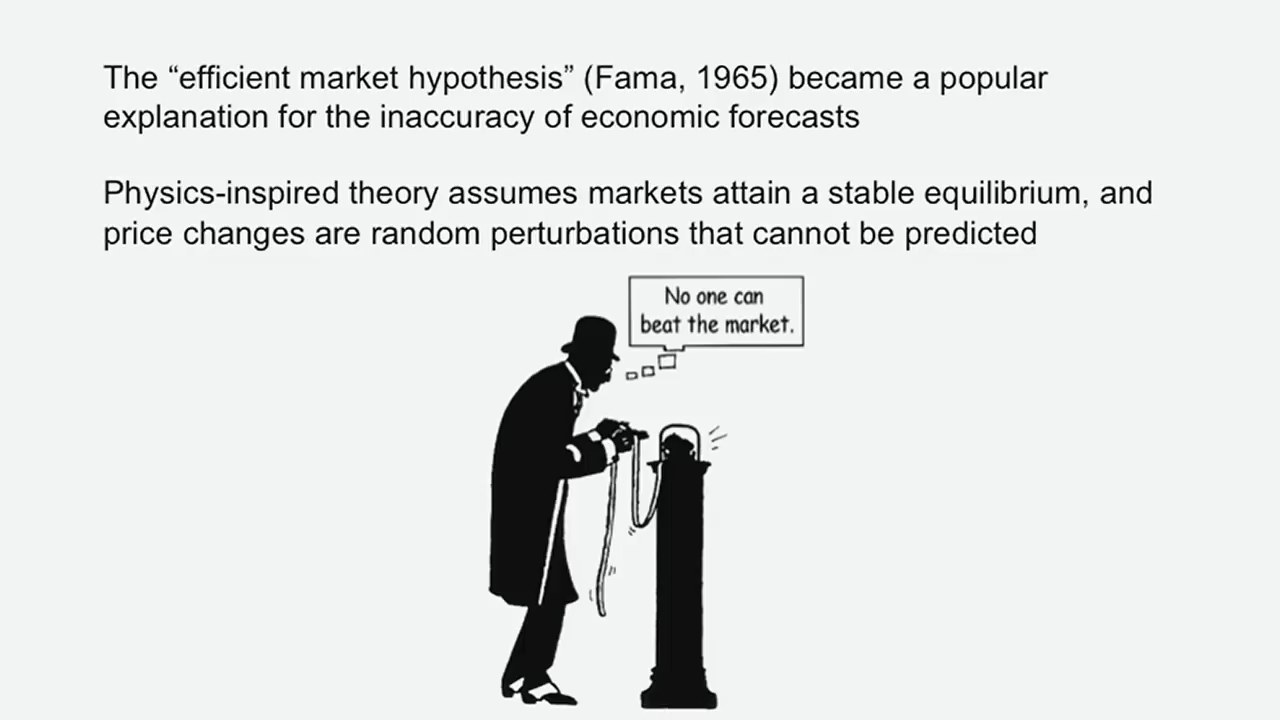 The “efficient market hypothesis” (Fama, 1965) became a popular
explanation for the inaccuracy of economic forecasts
Physics-inspired theory assumes markets attain a stable equilibrium, and
price changes are random perturbations that cannot be predicted
No one can
beat the market.